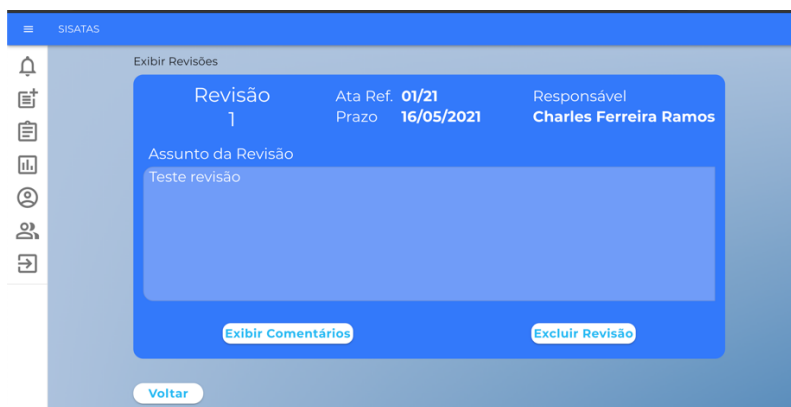 SISATAS
Exibir Revisões
Revisão
1
Ata Ref. 01/21
Prazo 16/05/2021
Responsável
Charles Ferreira Ramos
Assunto da Revisão
Teste revisão
Exibir Comentários
Excluir Revisão
Voltar